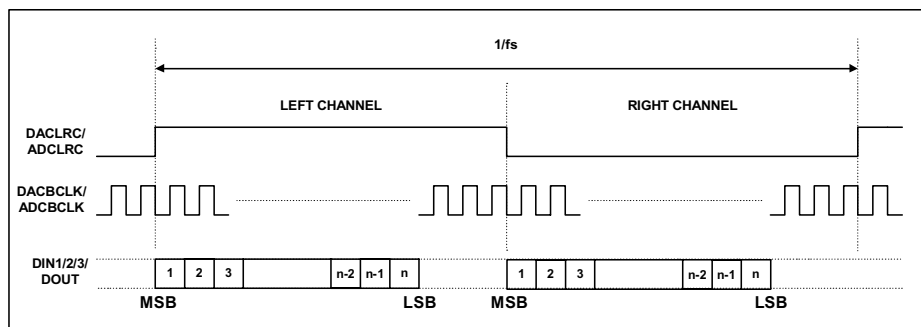 1/fs
LEFT CHANNEL
RIGHT CHANNEL
DACLRC/
ADCLRC
DACBCLK/
ADCBCLK
DIN1/2/3/
DOUT
1 2 3 n-2 n-1 n 1 2 3 n-2 n-1 n
MSB LSB MSB LSB